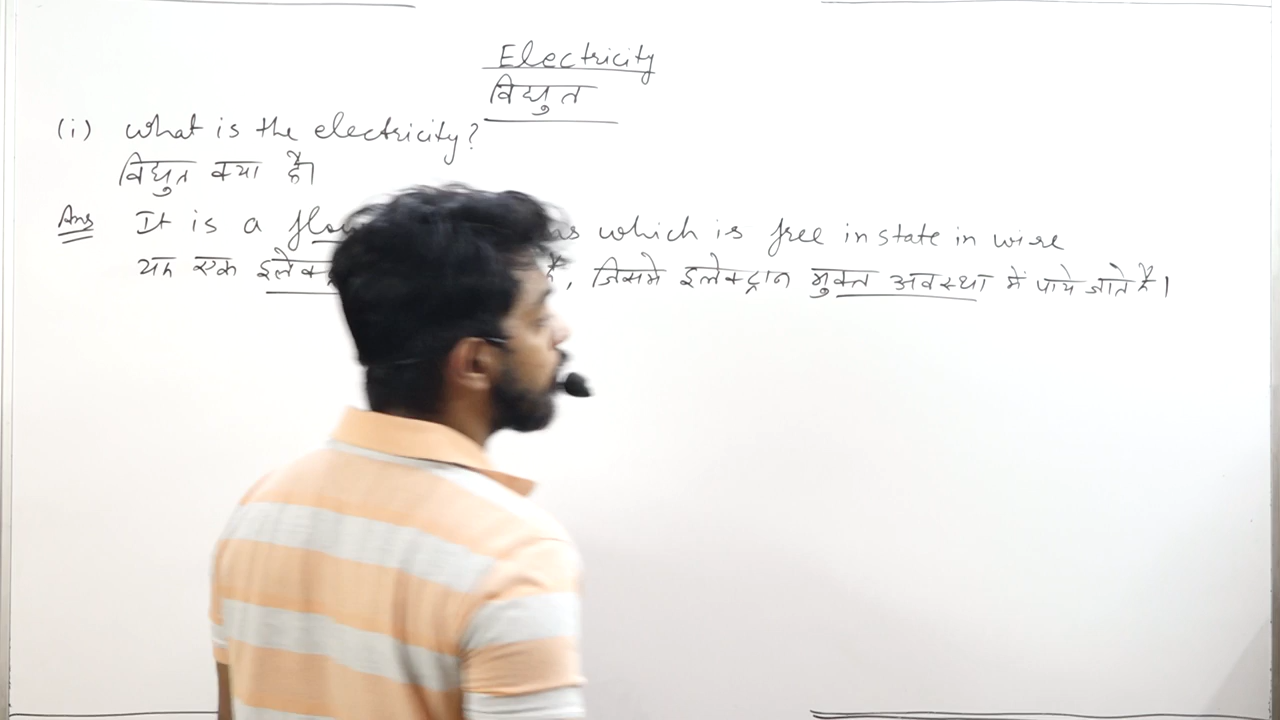 Electricity
विद्युत
(i) what is the electricity?
विद्युत क्या है।
Ans It is a which is free in state in wire
यह एक जिसमे इलेक्ट्रान मुक्त अवस्था में पाये जाते है।